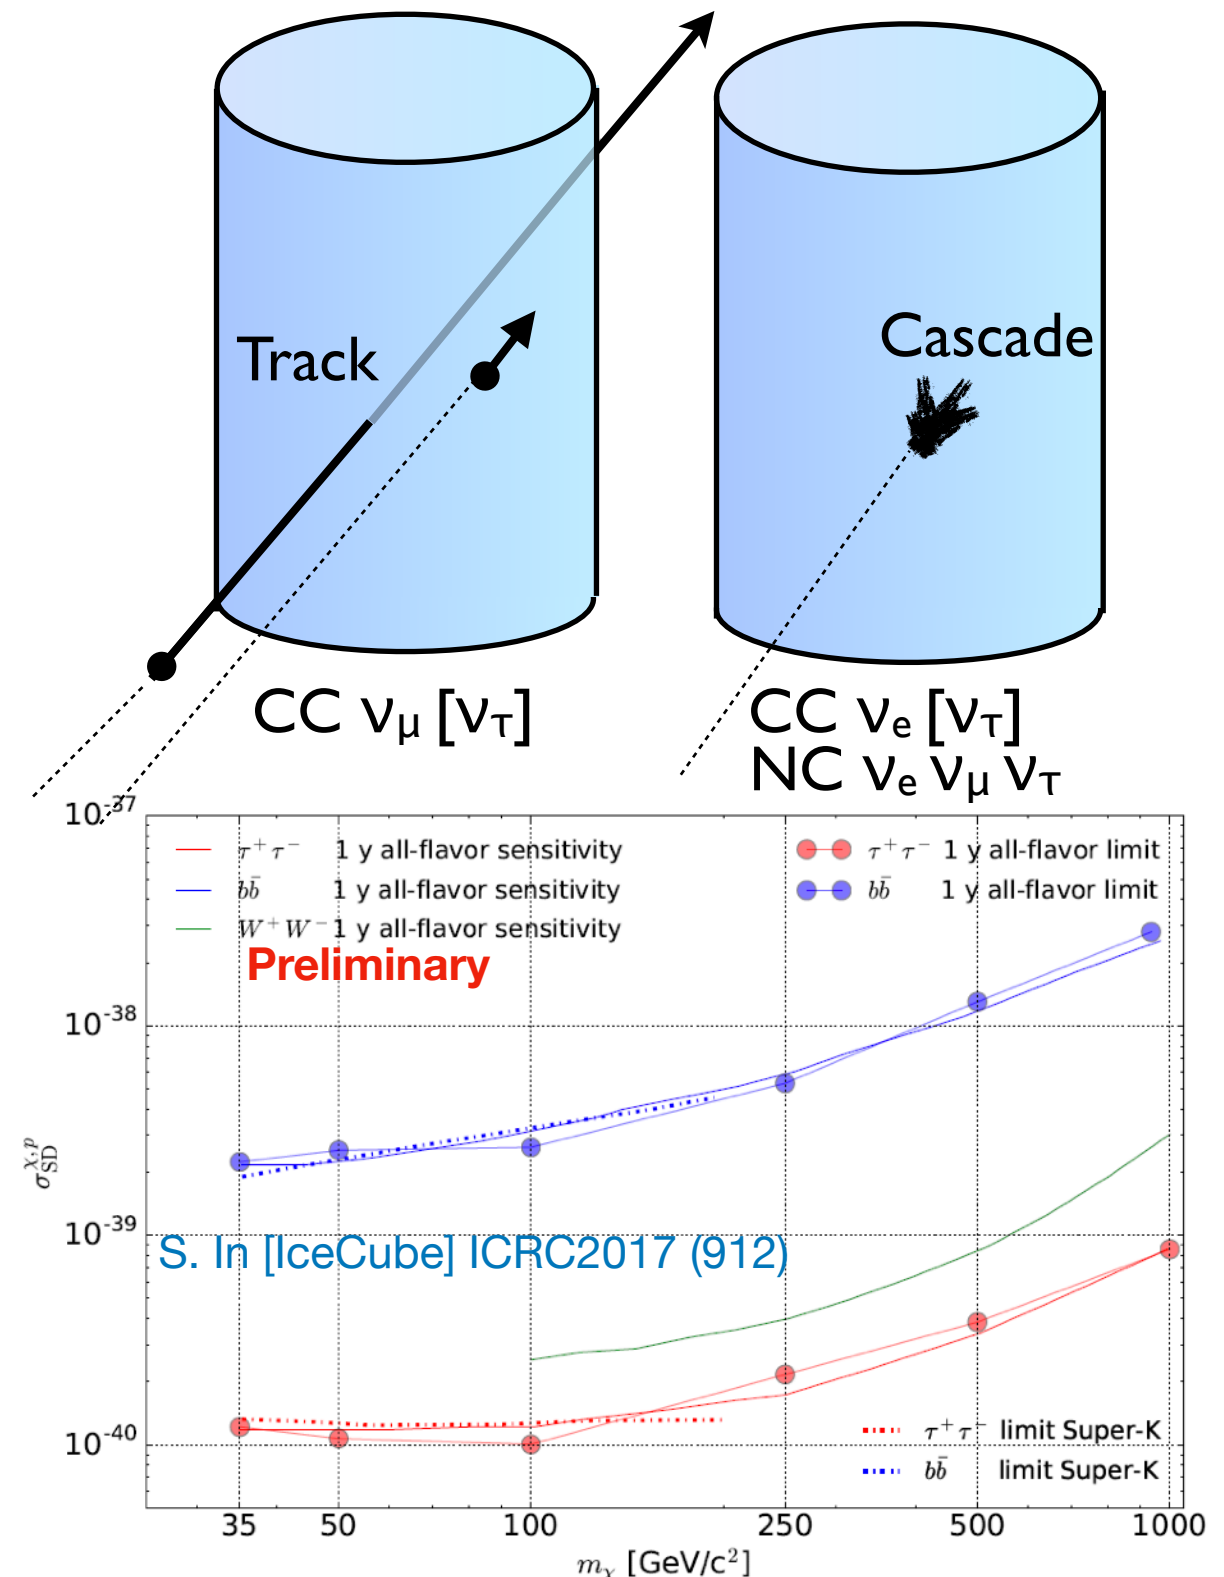 Track
Cascade
CC νμ [ντ]
CC νe [ντ]
NC νe νμ ντ
10⁻³⁷
τ⁺τ⁻ 1 y all-flavor sensitivity
bb̄ 1 y all-flavor sensitivity
W⁺W⁻ 1 y all-flavor sensitivity
τ⁺τ⁻ 1 y all-flavor limit
bb̄ 1 y all-flavor limit
Preliminary
10⁻³⁸
σ_SD^χ,p
10⁻³⁹
S. In [IceCube] ICRC2017 (912)
10⁻⁴⁰
τ⁺τ⁻ limit Super-K
bb̄ limit Super-K
35 50 100 250 500 1000
mχ [GeV/c²]